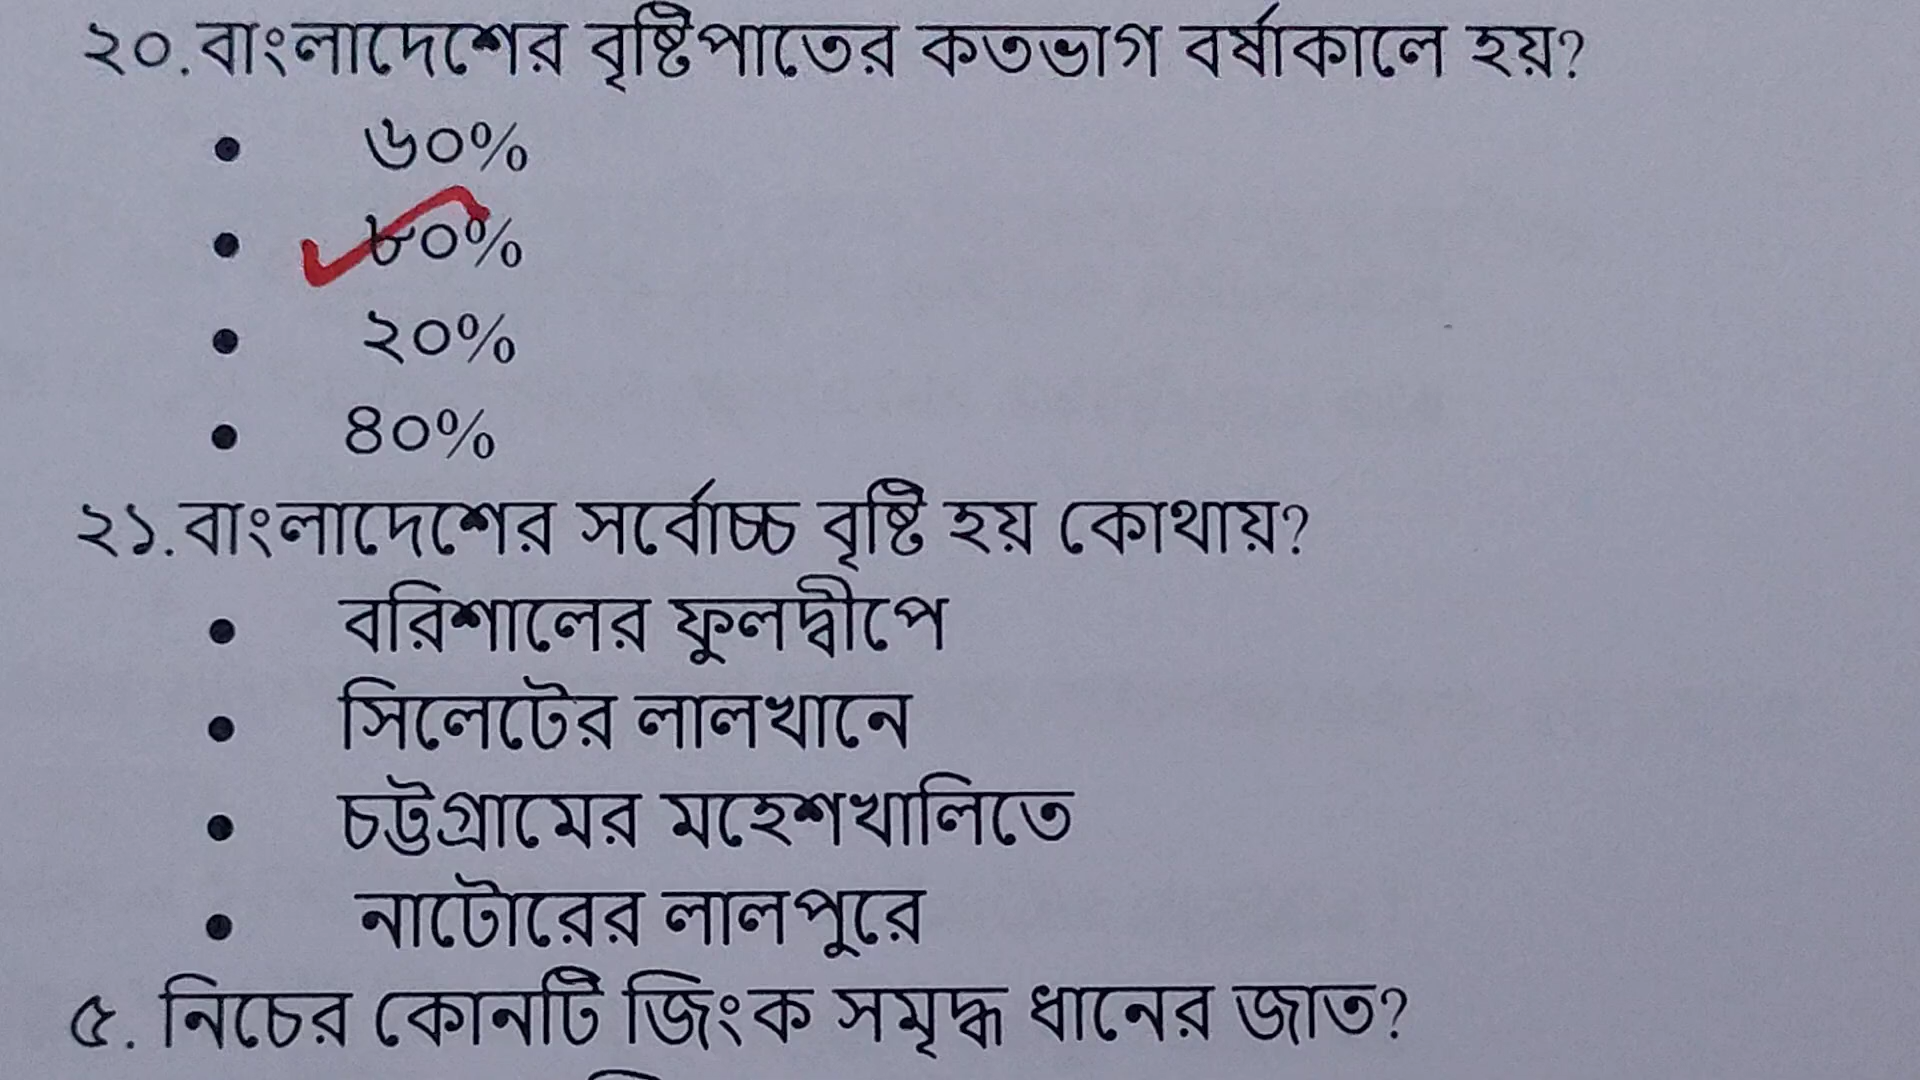 ২০. বাংলাদেশের বৃষ্টিপাতের কতভাগ বর্ষাকালে হয়?
• ৬০%
• ৮০%
• ২০%
• ৪০%
২১. বাংলাদেশের সর্বোচ্চ বৃষ্টি হয় কোথায়?
• বরিশালের ফুলদ্বীপে
• সিলেটের লালখানে
• চট্টগ্রামের মহেশখালিতে
• নাটোরের লালপুরে
৫. নিচের কোনটি জিংক সমৃদ্ধ ধানের জাত?